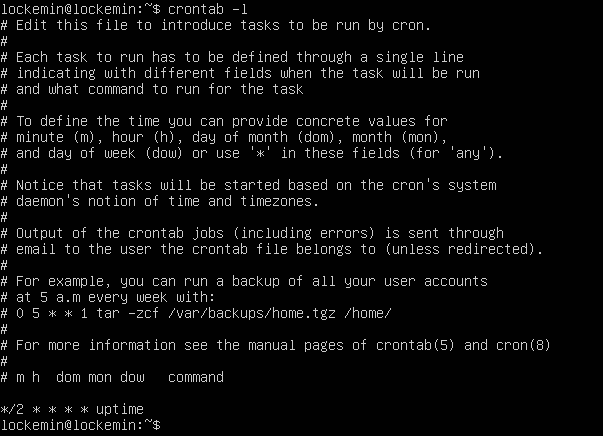 lockemin@lockemin:~$ crontab -l
# Edit this file to introduce tasks to be run by cron.
#
# Each task to run has to be defined through a single line
# indicating with different fields when the task will be run
# and what command to run for the task
#
# To define the time you can provide concrete values for
# minute (m), hour (h), day of month (dom), month (mon),
# and day of week (dow) or use '*' in these fields (for 'any').
#
# Notice that tasks will be started based on the cron's system
# daemon's notion of time and timezones.
#
# Output of the crontab jobs (including errors) is sent through
# email to the user the crontab file belongs to (unless redirected).
#
# For example, you can run a backup of all your user accounts
# at 5 a.m every week with:
# 0 5 * * 1 tar -zcf /var/backups/home.tgz /home/
#
# For more information see the manual pages of crontab(5) and cron(8)
#
# m h  dom mon dow   command

*/2 * * * * uptime
lockemin@lockemin:~$